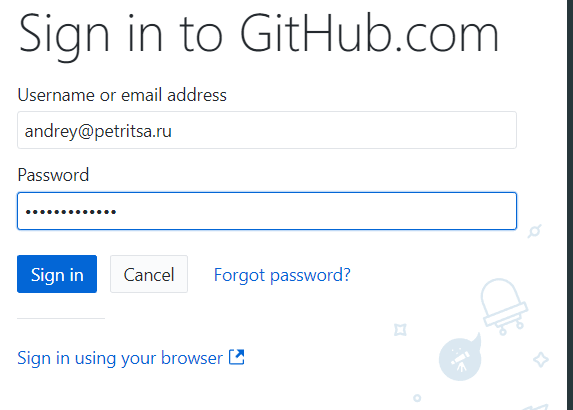 Sign in to GitHub.com
Username or email address
andrey@petritsa.ru
Password
•••••••••••••
Sign in Cancel Forgot password?
Sign in using your browser